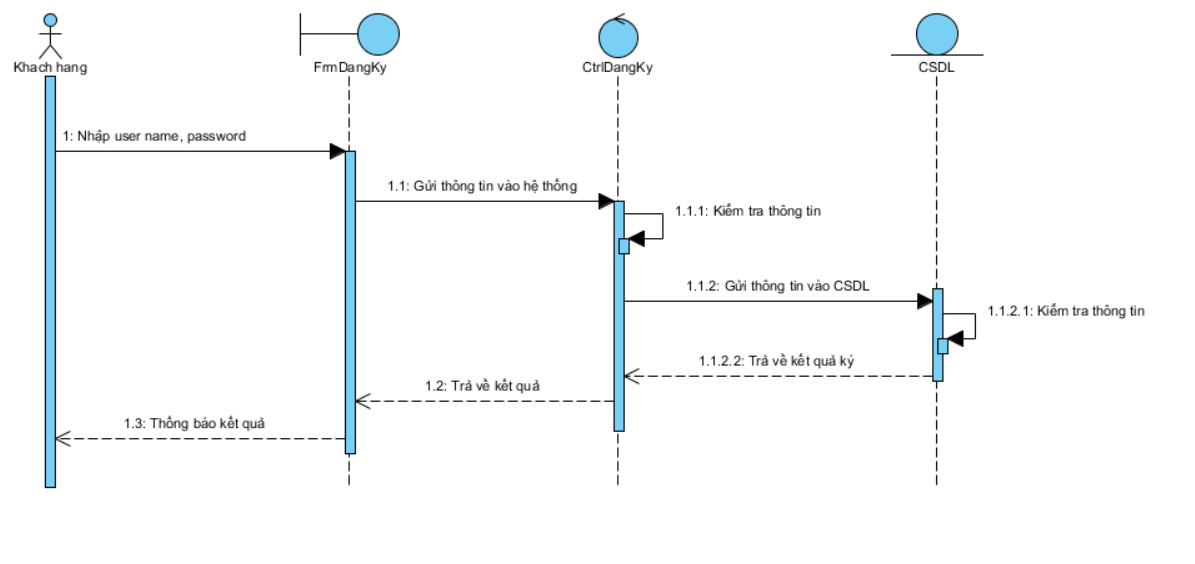 Khach hang
FrmDangKy
CtrlDangKy
CSDL
1: Nhập user name, password
1.1: Gửi thông tin vào hệ thống
1.1.1: Kiểm tra thông tin
1.1.2: Gửi thông tin vào CSDL
1.1.2.1: Kiểm tra thông tin
1.1.2.2: Trả về kết quả ký
1.2: Trả về kết quả
1.3: Thống báo kết quả